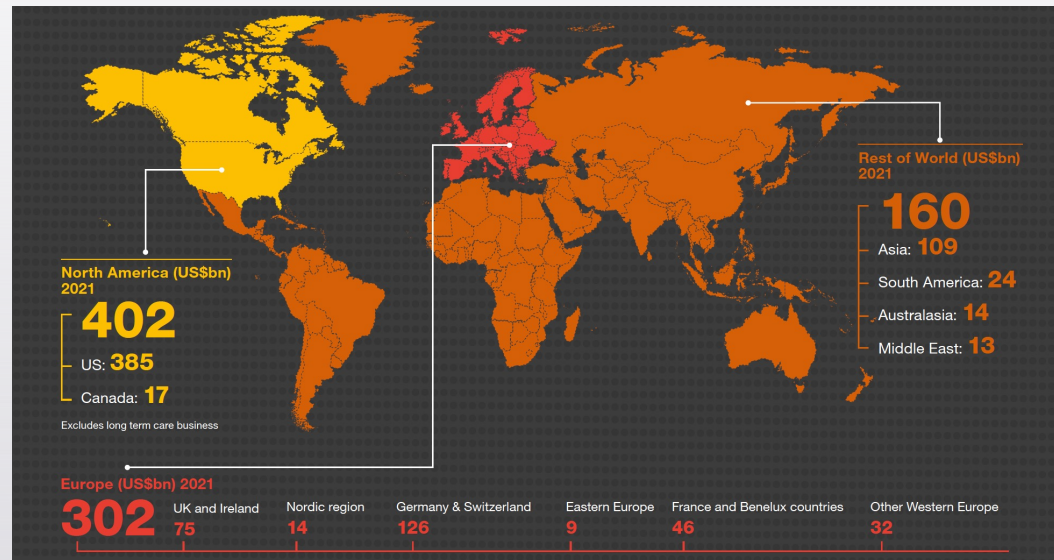 Rest of World (US$bn)
2021
160
Asia: 109
South America: 24
Australasia: 14
Middle East: 13
North America (US$bn)
2021
402
US: 385
Canada: 17
Excludes long term care business
Europe (US$bn) 2021
302
UK and Ireland
75
Nordic region
14
Germany & Switzerland
126
Eastern Europe
9
France and Benelux countries
46
Other Western Europe
32